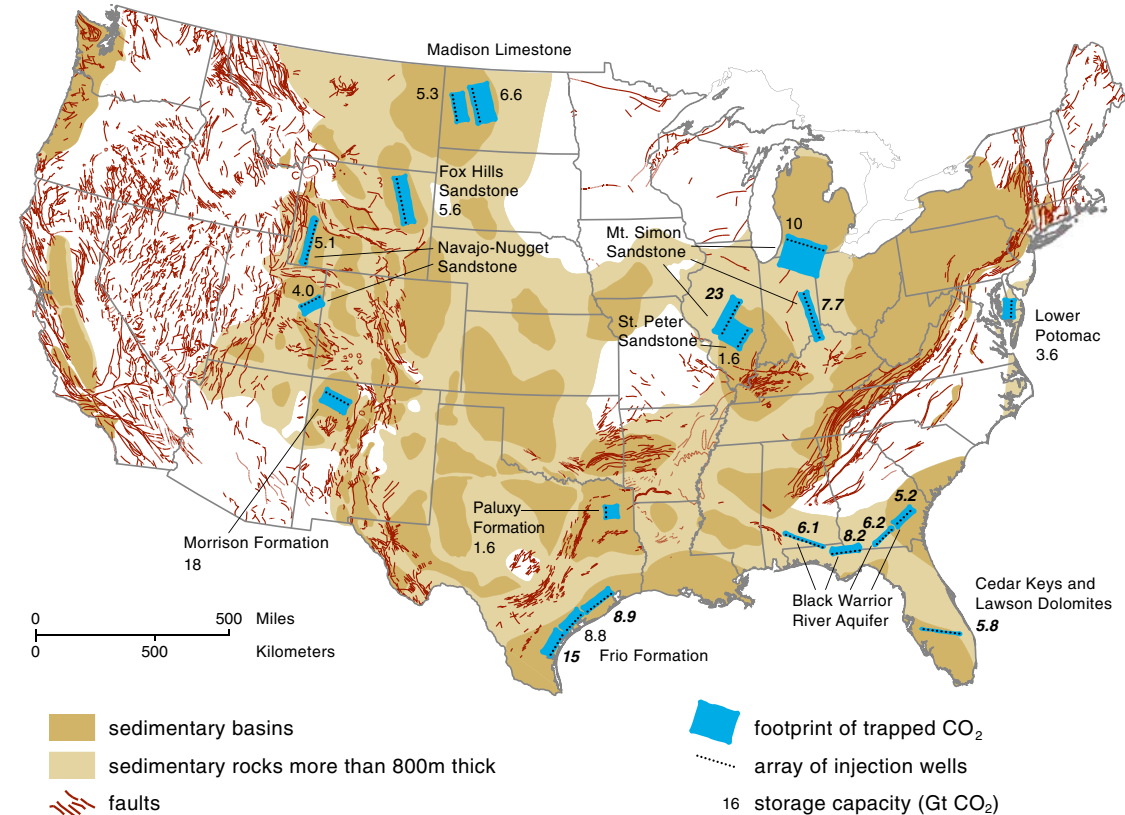 Madison Limestone
5.3
6.6
Fox Hills
Sandstone
5.6
5.1
Navajo-Nugget
Sandstone
4.0
Mt. Simon
Sandstone
10
23
7.7
St. Peter
Sandstone
1.6
Lower
Potomac
3.6
Morrison Formation
18
Paluxy
Formation
1.6
6.1
8.2
6.2
5.2
Black Warrior
River Aquifer
Cedar Keys and
Lawson Dolomites
5.8
8.9
8.8
15
Frio Formation
0 500 Miles
0 500 Kilometers
sedimentary basins
sedimentary rocks more than 800m thick
faults
footprint of trapped CO₂
array of injection wells
16 storage capacity (Gt CO₂)